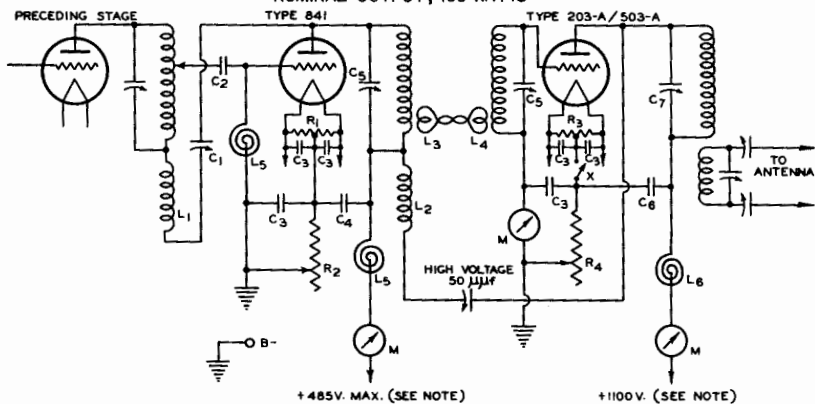 PRECEDING STAGE
TYPE 841
TYPE 203-A/503-A
C2
C5
C5
C7
R1
R3
L3
L4
C3
C3
C3
C3
X
TO
ANTENNA
C1
L5
L1
C3
C4
L2
C3
C6
M
R2
L5
HIGH VOLTAGE
50 µµf
R4
L6
B-
M
M
+485V. MAX. (SEE NOTE)
+1100 V. (SEE NOTE)